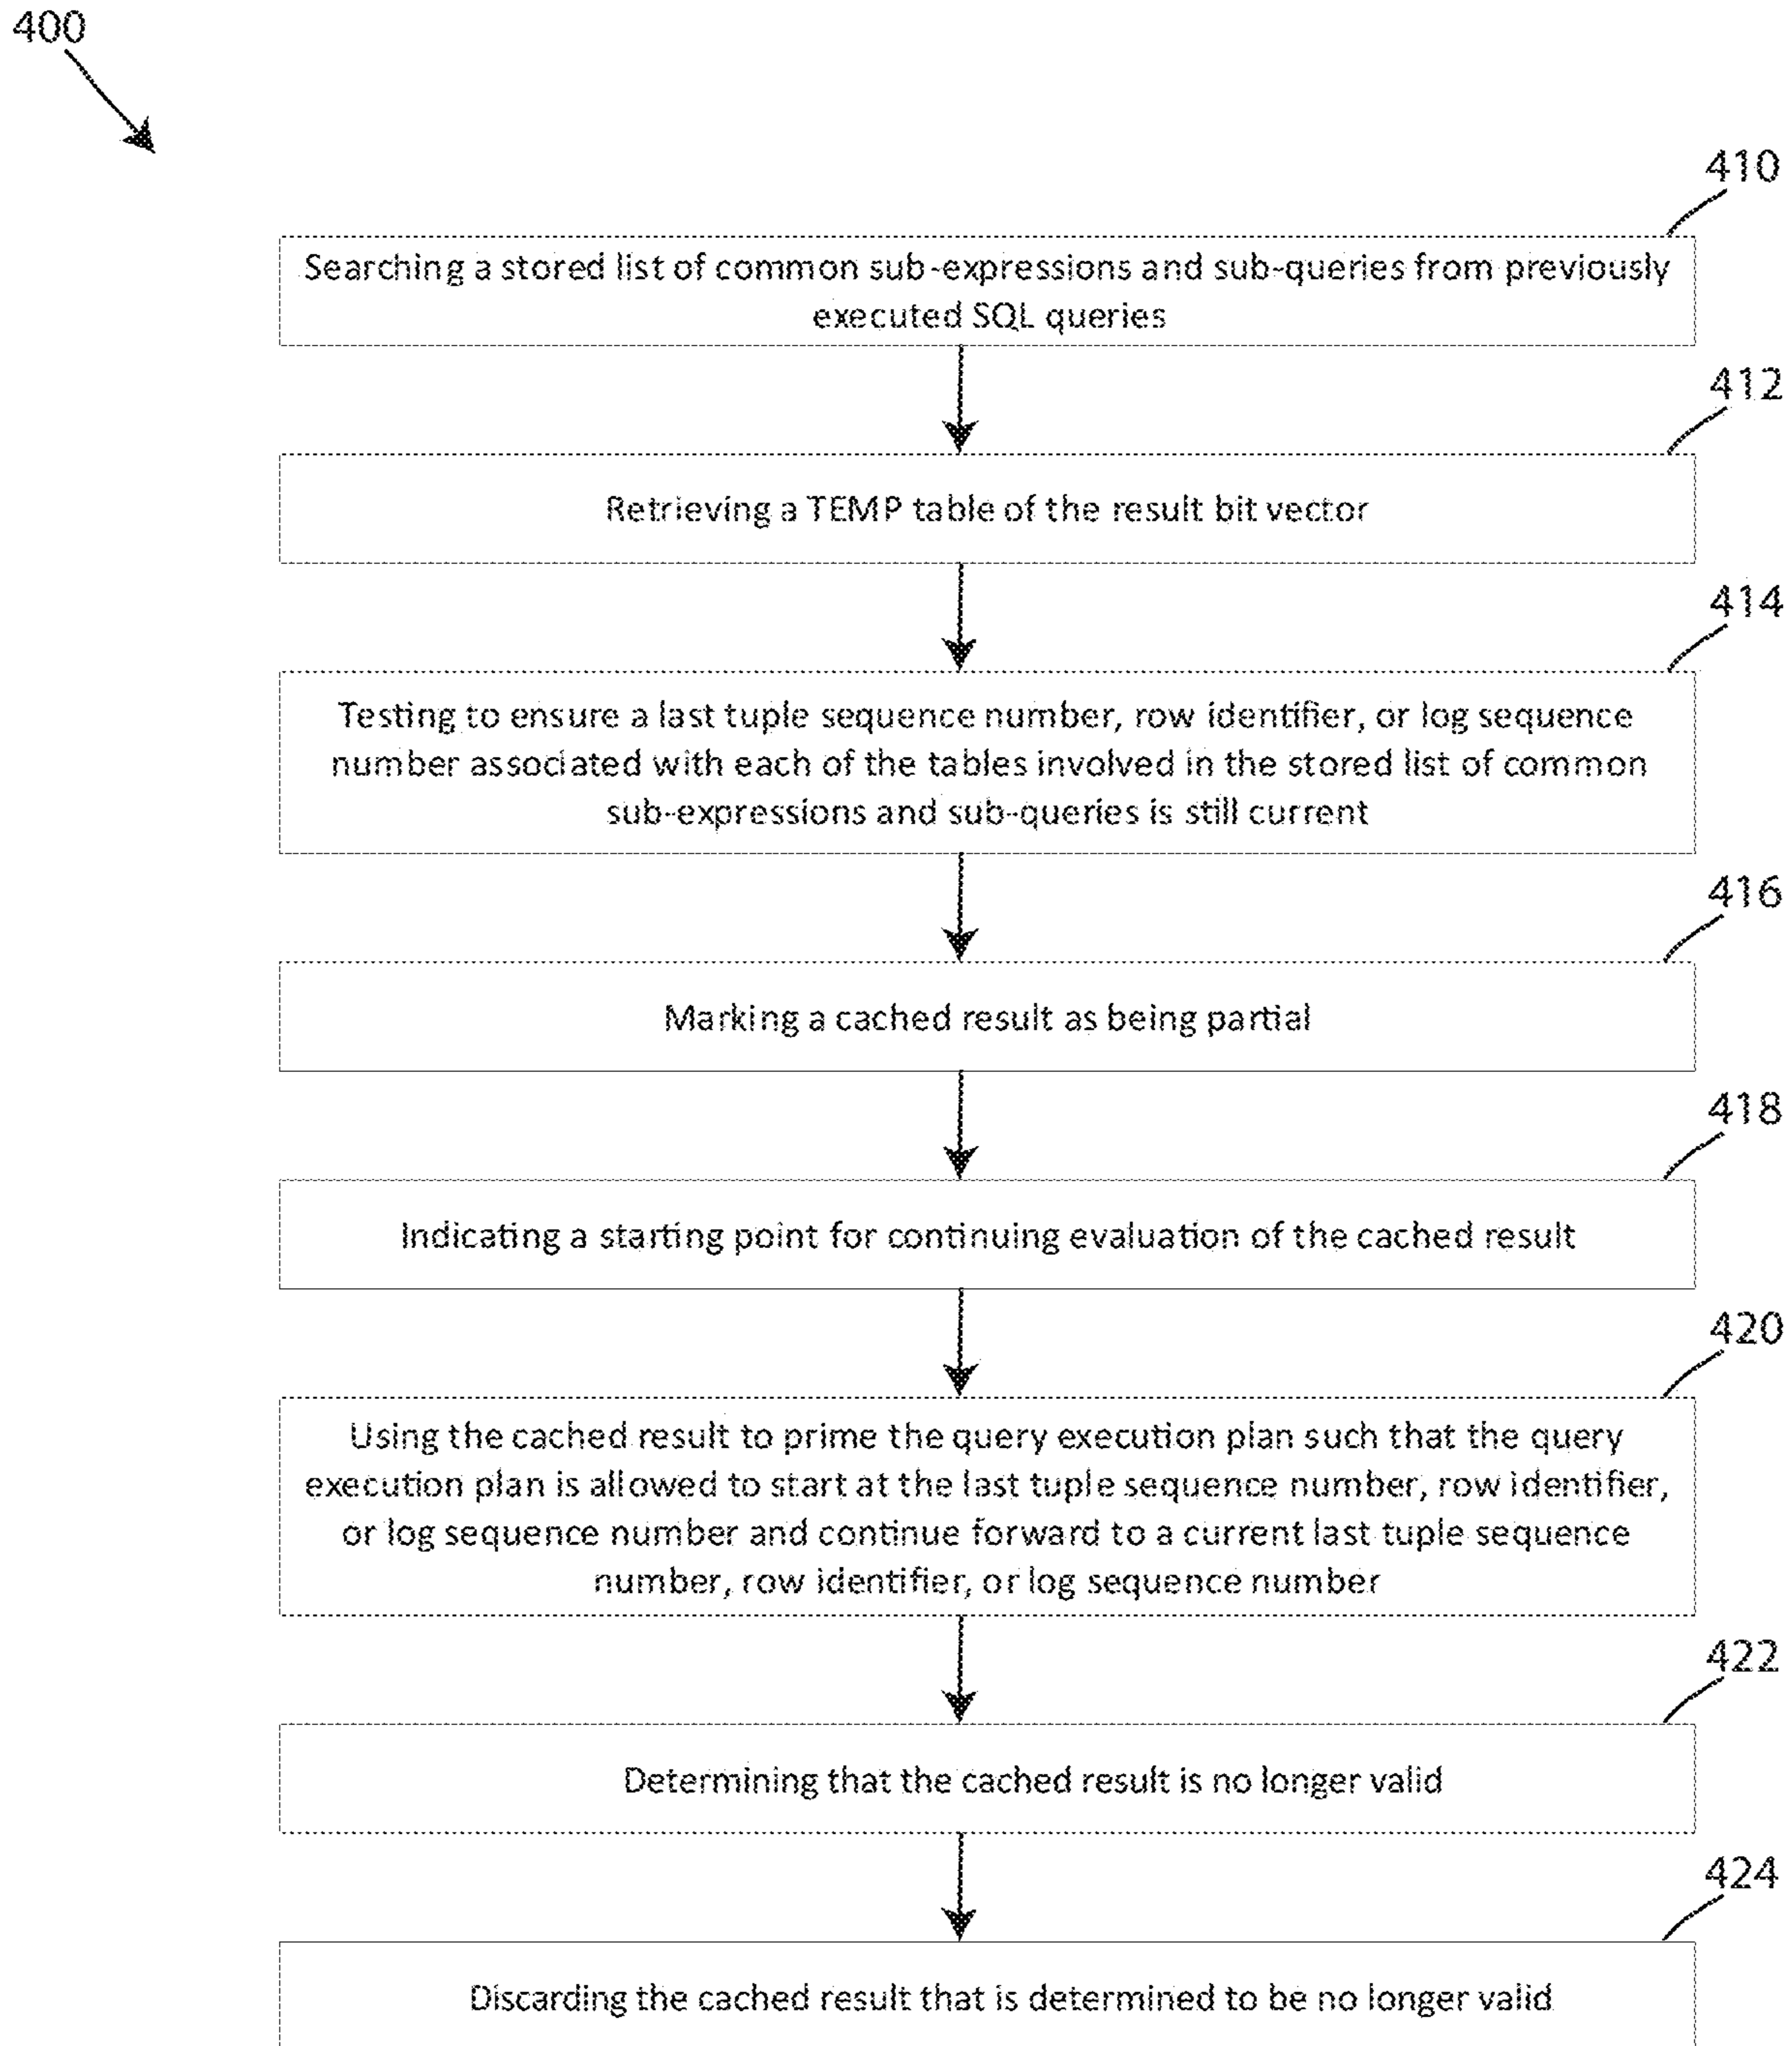 400
410
Searching a stored list of common sub-expressions and sub-queries from previously
executed SQL queries
412
Retrieving a TEMP table of the result bit vector
414
Testing to ensure a last tuple sequence number, row identifier, or log sequence
number associated with each of the tables involved in the stored list of common
sub-expressions and sub-queries is still current
416
Marking a cached result as being partial
418
Indicating a starting point for continuing evaluation of the cached result
420
Using the cached result to prime the query execution plan such that the query
execution plan is allowed to start at the last tuple sequence number, row identifier,
or log sequence number and continue forward to a current last tuple sequence
number, row identifier, or log sequence number
422
Determining that the cached result is no longer valid
424
Discarding the cached result that is determined to be no longer valid